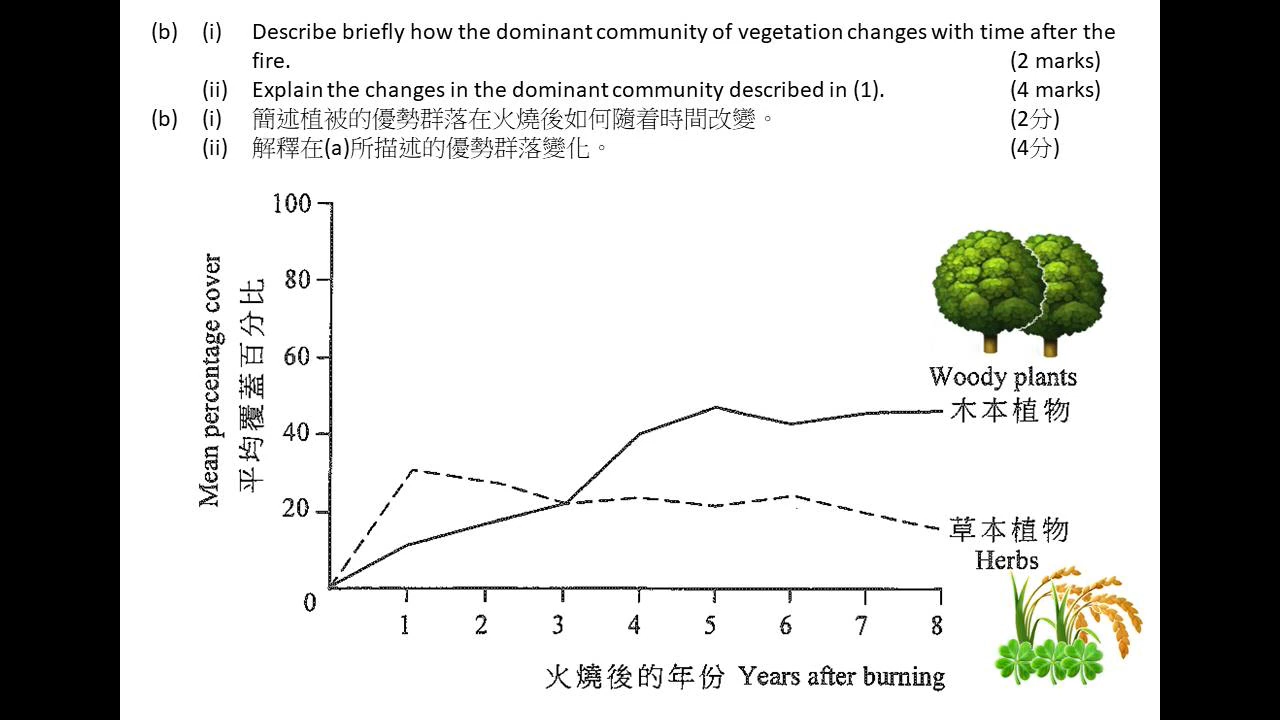 (b) (i) Describe briefly how the dominant community of vegetation changes with time after the
fire. (2 marks)
(ii) Explain the changes in the dominant community described in (1). (4 marks)
(b) (i) 簡述植被的優勢群落在火燒後如何隨着時間改變。 (2分)
(ii) 解釋在(a)所描述的優勢群落變化。 (4分)
Mean percentage cover
平均覆蓋百分比
100
80
60
40
20
0
Woody plants
木本植物
草本植物
Herbs
1 2 3 4 5 6 7 8
火燒後的年份 Years after burning